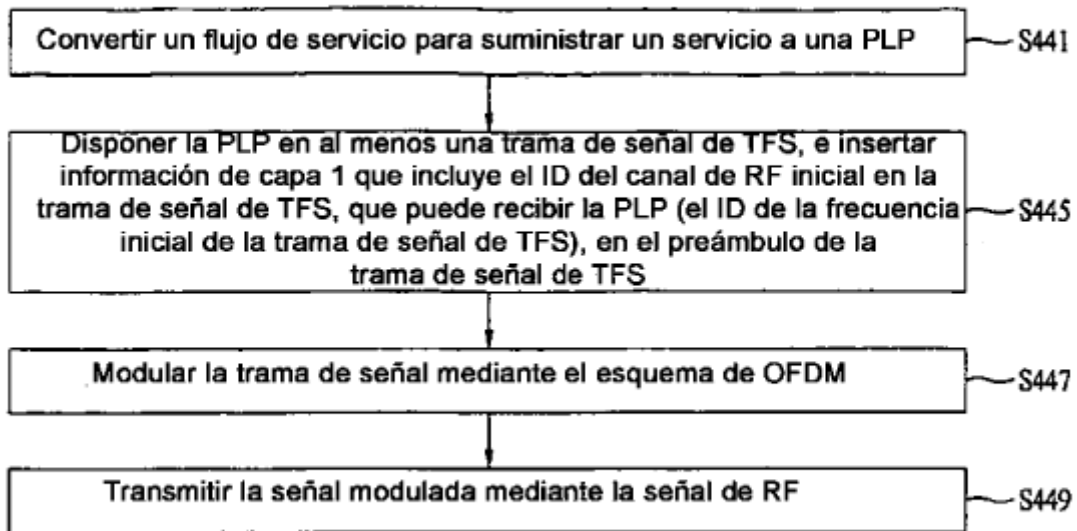 Convertir un flujo de servicio para suministrar un servicio a una PLP
S441
Disponer la PLP en al menos una trama de señal de TFS, e insertar
información de capa 1 que incluye el ID del canal de RF inicial en la
trama de señal de TFS, que puede recibir la PLP (el ID de la frecuencia
S445
inicial de la trama de señal de TFS), en el preámbulo de la
trama de señal de TFS
Modular la trama de señal mediante el esquema de OFDM
S447
Transmitir la señal modulada mediante la señal de RF
S449